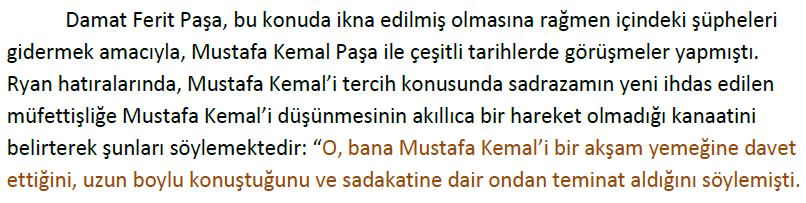 Damat Ferit Paşa, bu konuda ikna edilmiş olmasına rağmen içindeki şüpheleri
gidermek amacıyla, Mustafa Kemal Paşa ile çeşitli tarihlerde görüşmeler yapmıştı.
Ryan hatıralarında, Mustafa Kemal’i tercih konusunda sadrazamın yeni ihdas edilen
müfettişliğe Mustafa Kemal’i düşünmesinin akıllıca bir hareket olmadığı kanaatini
belirterek şunları söylemektedir: “O, bana Mustafa Kemal’i bir akşam yemeğine davet
ettiğini, uzun boylu konuştuğunu ve sadakatine dair ondan teminat aldığını söylemişti.